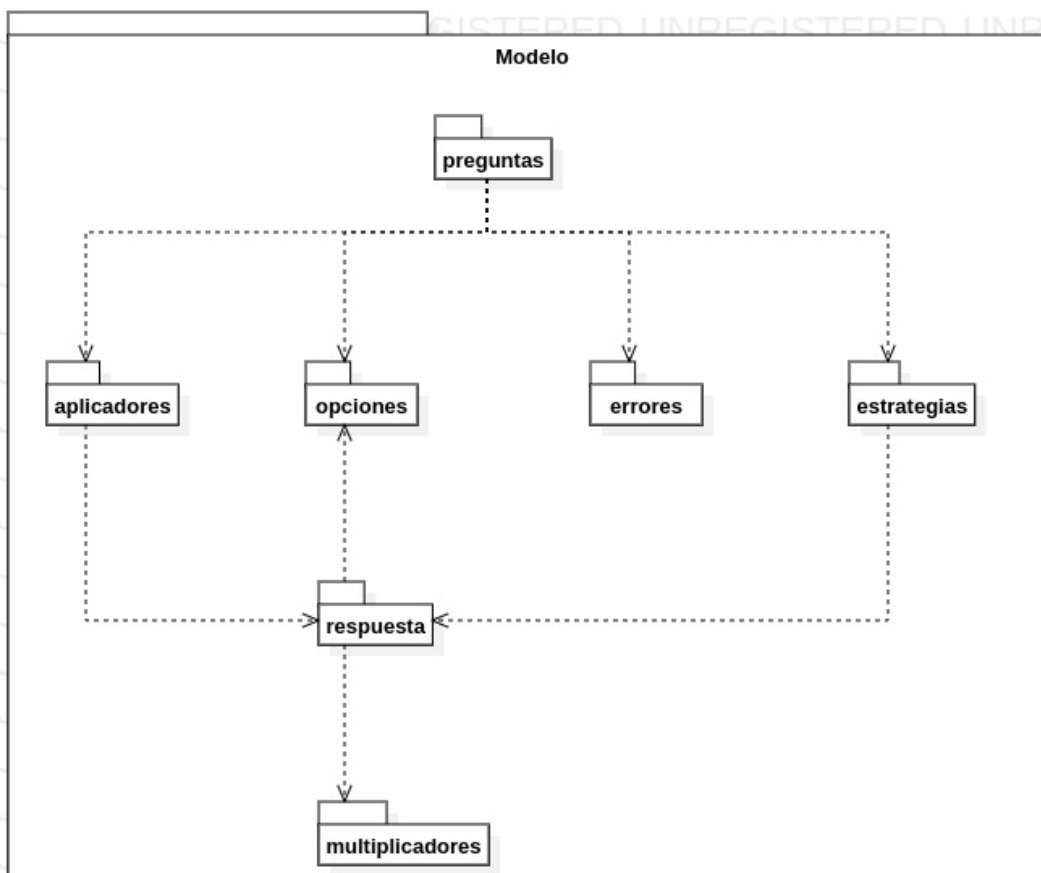 GISTERED UNREGISTERED UNR
Modelo
preguntas
aplicadores
opciones
errores
estrategias
respuesta
multiplicadores